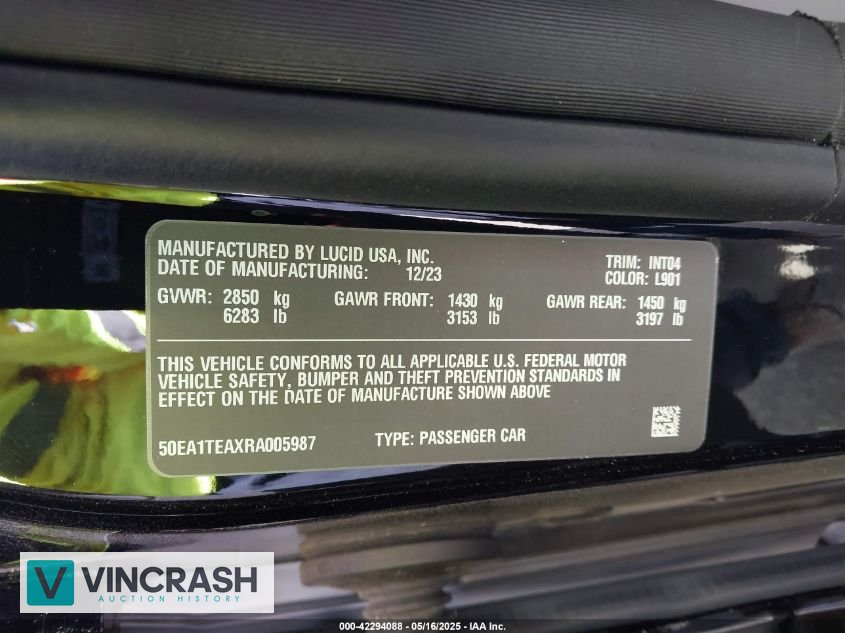 MANUFACTURED BY LUCID USA, INC.
DATE OF MANUFACTURING: 12/23
TRIM: INT04
COLOR: L901
GVWR: 2850 kg GAWR FRONT: 1430 kg GAWR REAR: 1450 kg
6283 lb 3153 lb 3197 lb
THIS VEHICLE CONFORMS TO ALL APPLICABLE U.S. FEDERAL MOTOR
VEHICLE SAFETY, BUMPER AND THEFT PREVENTION STANDARDS IN
EFFECT ON THE DATE OF MANUFACTURE SHOWN ABOVE
50EA1TEAXRA005987 TYPE: PASSENGER CAR
V VINCRASH
AUCTION HISTORY
000-42294088 - 05/16/2025 - IAA Inc.